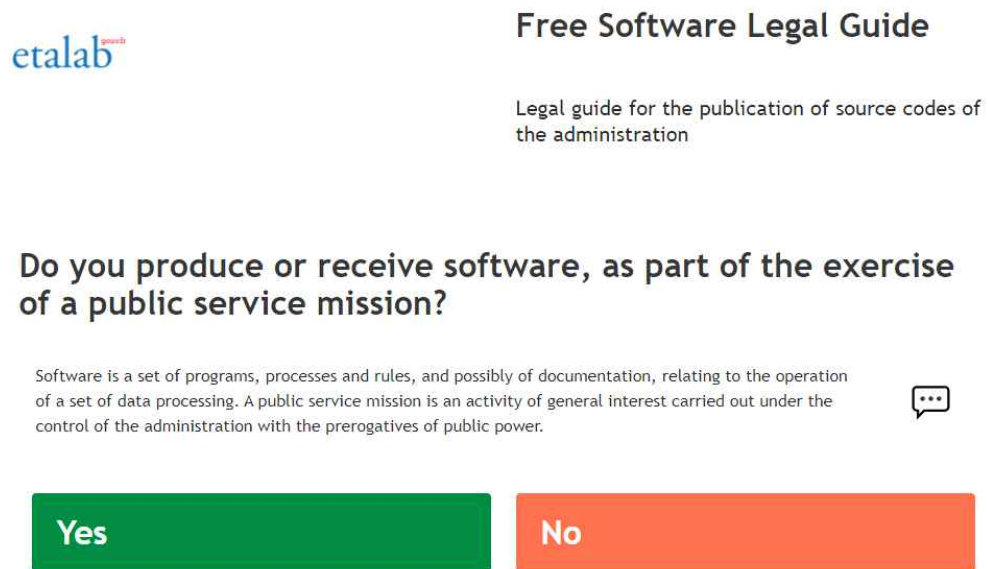 etalab
gouv.fr
Free Software Legal Guide
Legal guide for the publication of source codes of
the administration
Do you produce or receive software, as part of the exercise
of a public service mission?
Software is a set of programs, processes and rules, and possibly of documentation, relating to the operation
of a set of data processing. A public service mission is an activity of general interest carried out under the
control of the administration with the prerogatives of public power.
Yes
No